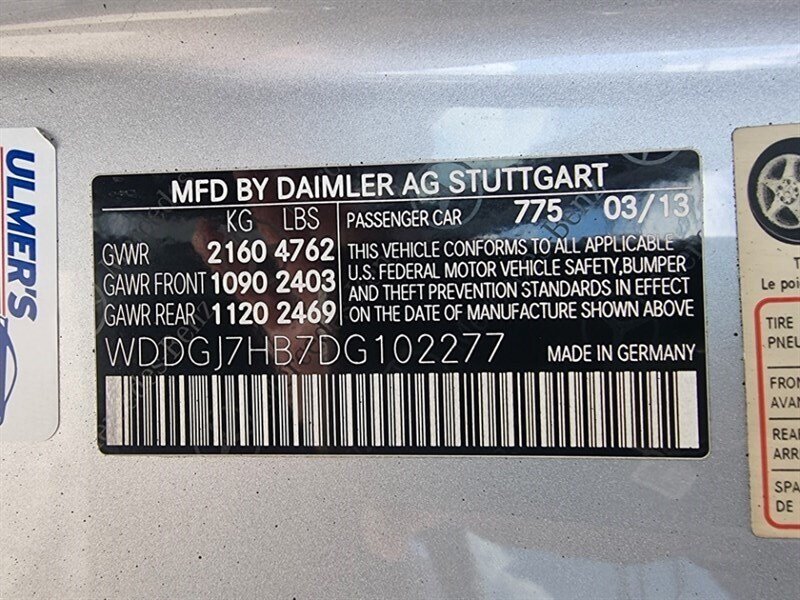 ULMER'S
MFD BY DAIMLER AG STUTTGART
KG LBS PASSENGER CAR 775 03/13
GVWR 2160 4762
GAWR FRONT 1090 2403
GAWR REAR 1120 2469
THIS VEHICLE CONFORMS TO ALL APPLICABLE
U.S. FEDERAL MOTOR VEHICLE SAFETY,BUMPER
AND THEFT PREVENTION STANDARDS IN EFFECT
ON THE DATE OF MANUFACTURE SHOWN ABOVE
WDDGJ7HB7DG102277 MADE IN GERMANY
T
Le poi
TIRE
PNEU
FRON
AVAN
REAR
ARRI
SPA
DE